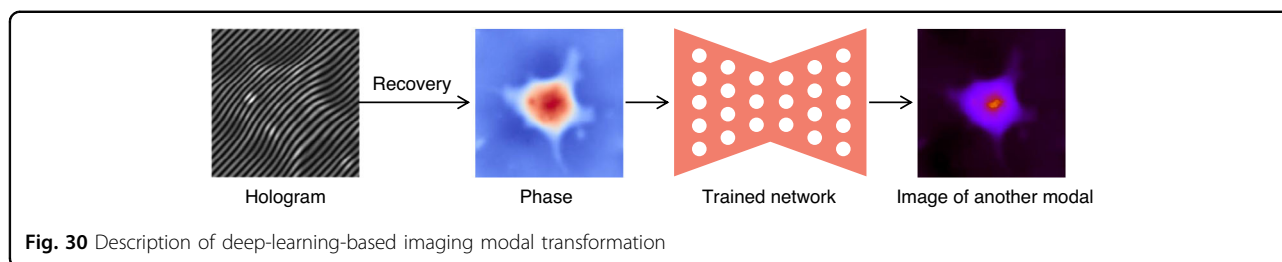 Recovery
Hologram
Phase
Trained network
Image of another modal
Fig. 30 Description of deep-learning-based imaging modal transformation